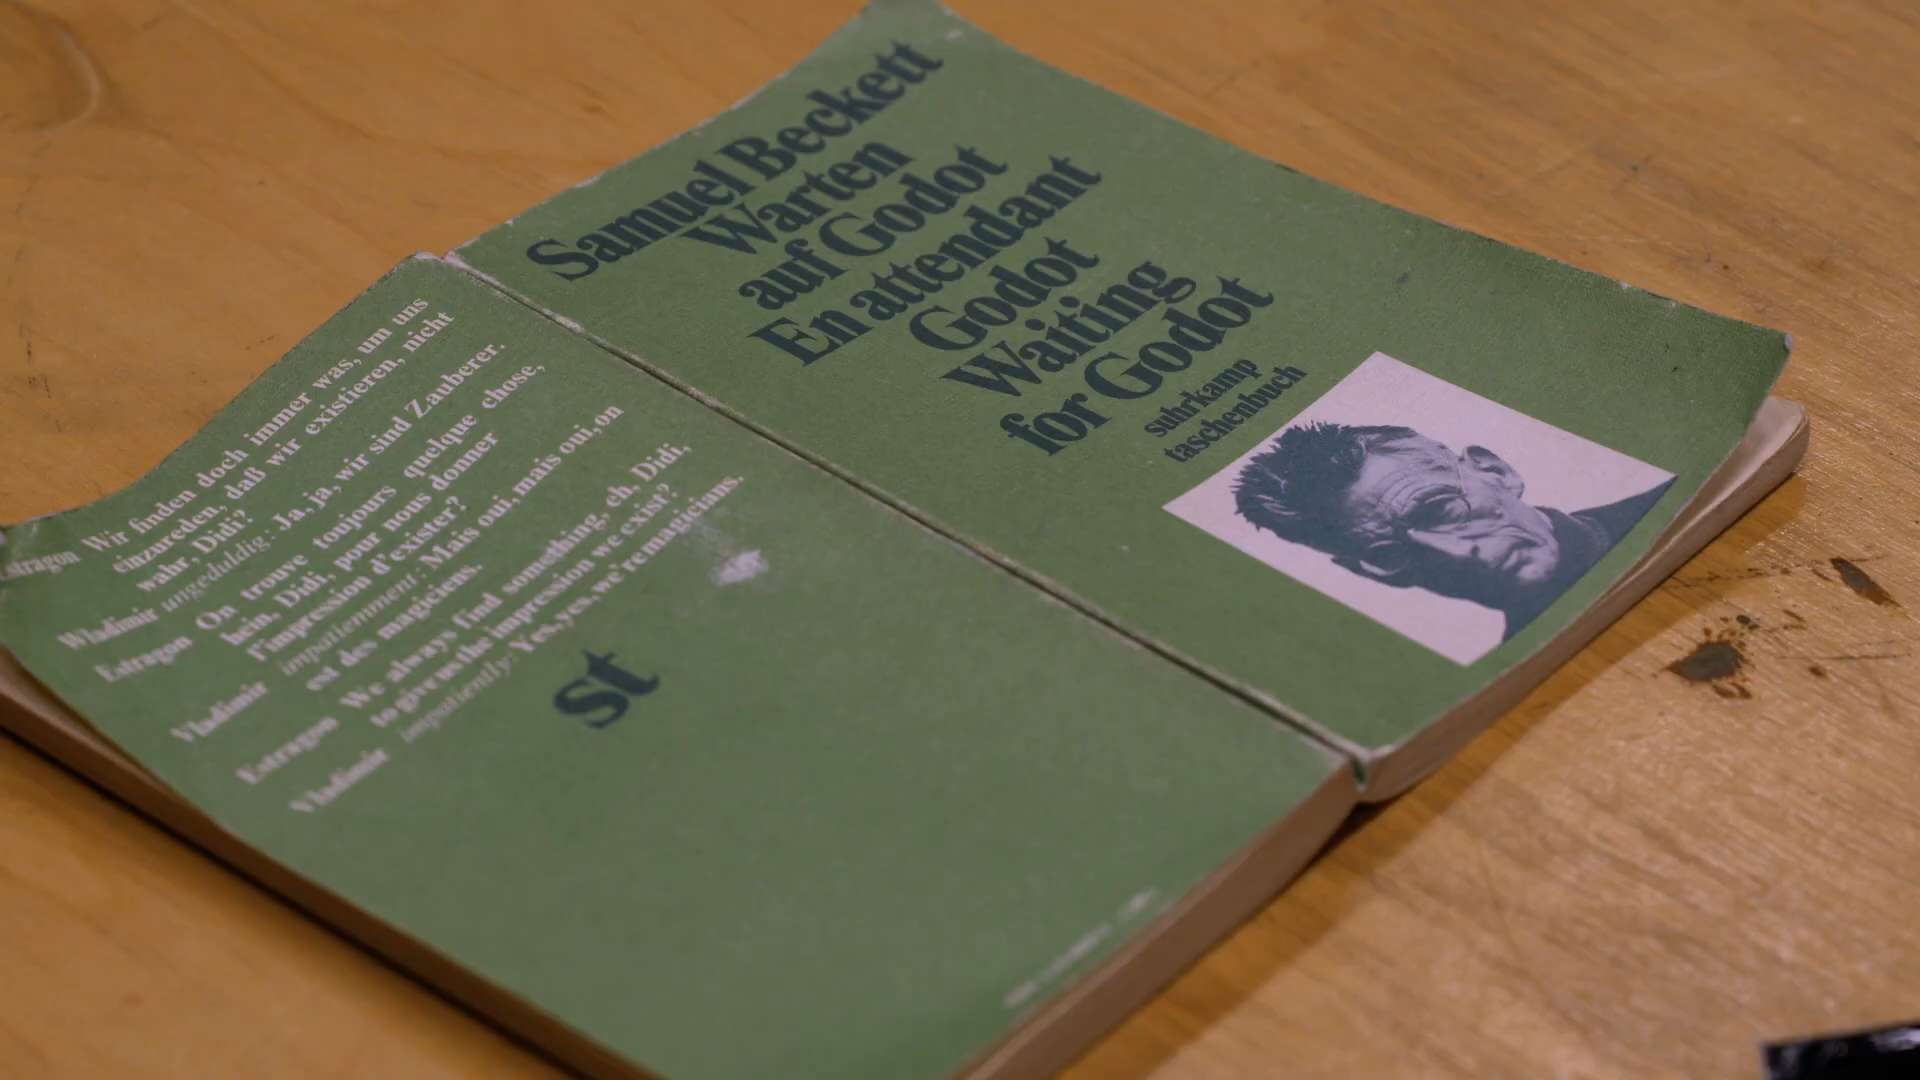 Samuel Beckett
Warten
auf Godot
En attendant
Godot
Waiting
for Godot
suhrkamp
taschenbuch
Estragon Wir finden doch immer was, um uns
einzureden, daß wir existieren, nicht
wahr, Didi?
Wladimir ungeduldig: Ja, ja, wir sind Zauberer.
Estragon On trouve toujours quelque chose,
hein, Didi, pour nous donner
l'impression d'exister?
Vladimir impatiemment: Mais oui, mais oui, on
est des magiciens.
Estragon We always find something, eh, Didi,
to give us the impression we exist?
Vladimir impatiently: Yes, yes, we're magicians.
st